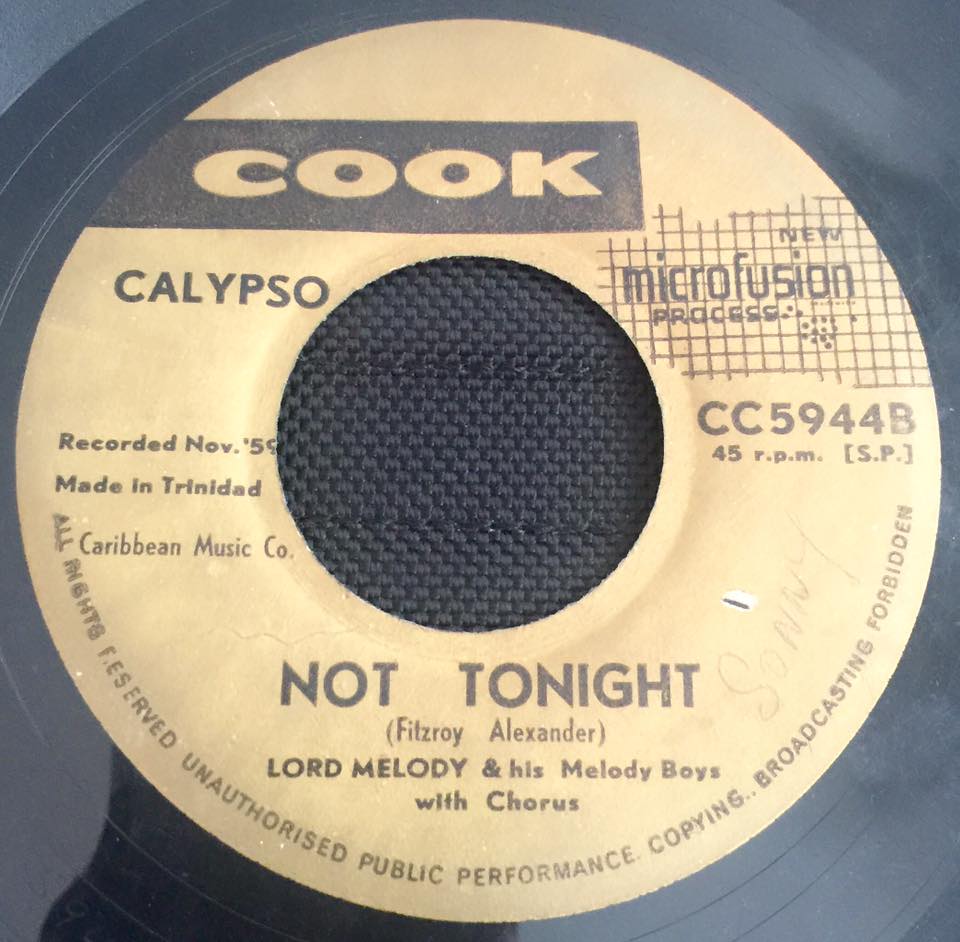 COOK
NEW
microfusion
PROCESS
CALYPSO
CC5944B
45 r.p.m. [S.P.]
Recorded Nov. '59
Made in Trinidad
Caribbean Music Co.
NOT TONIGHT
(Fitzroy Alexander)
LORD MELODY & his Melody Boys
with Chorus
Sonny
ALL RIGHTS RESERVED UNAUTHORISED PUBLIC PERFORMANCE. COPYING.. BROADCASTING FORBIDDEN